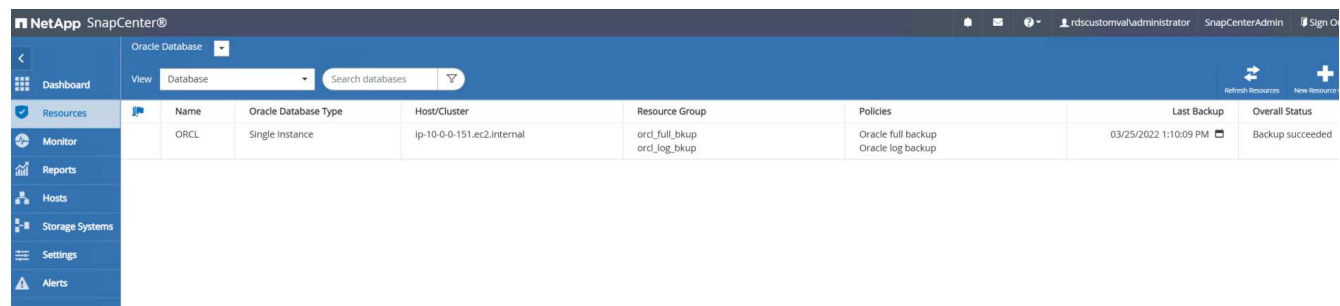 NetApp SnapCenter®
rdscustomval\administrator SnapCenterAdmin Sign
Oracle Database
View Database Search databases
Refresh Resources New Resource
Dashboard
Resources
Monitor
Reports
Hosts
Storage Systems
Settings
Alerts
Name Oracle Database Type Host/Cluster Resource Group Policies Last Backup Overall Status
ORCL Single Instance ip-10-0-0-151.ec2.internal orcl_full_bkup Oracle full backup 03/25/2022 1:10:09 PM Backup succeeded
orcl_log_bkup Oracle log backup